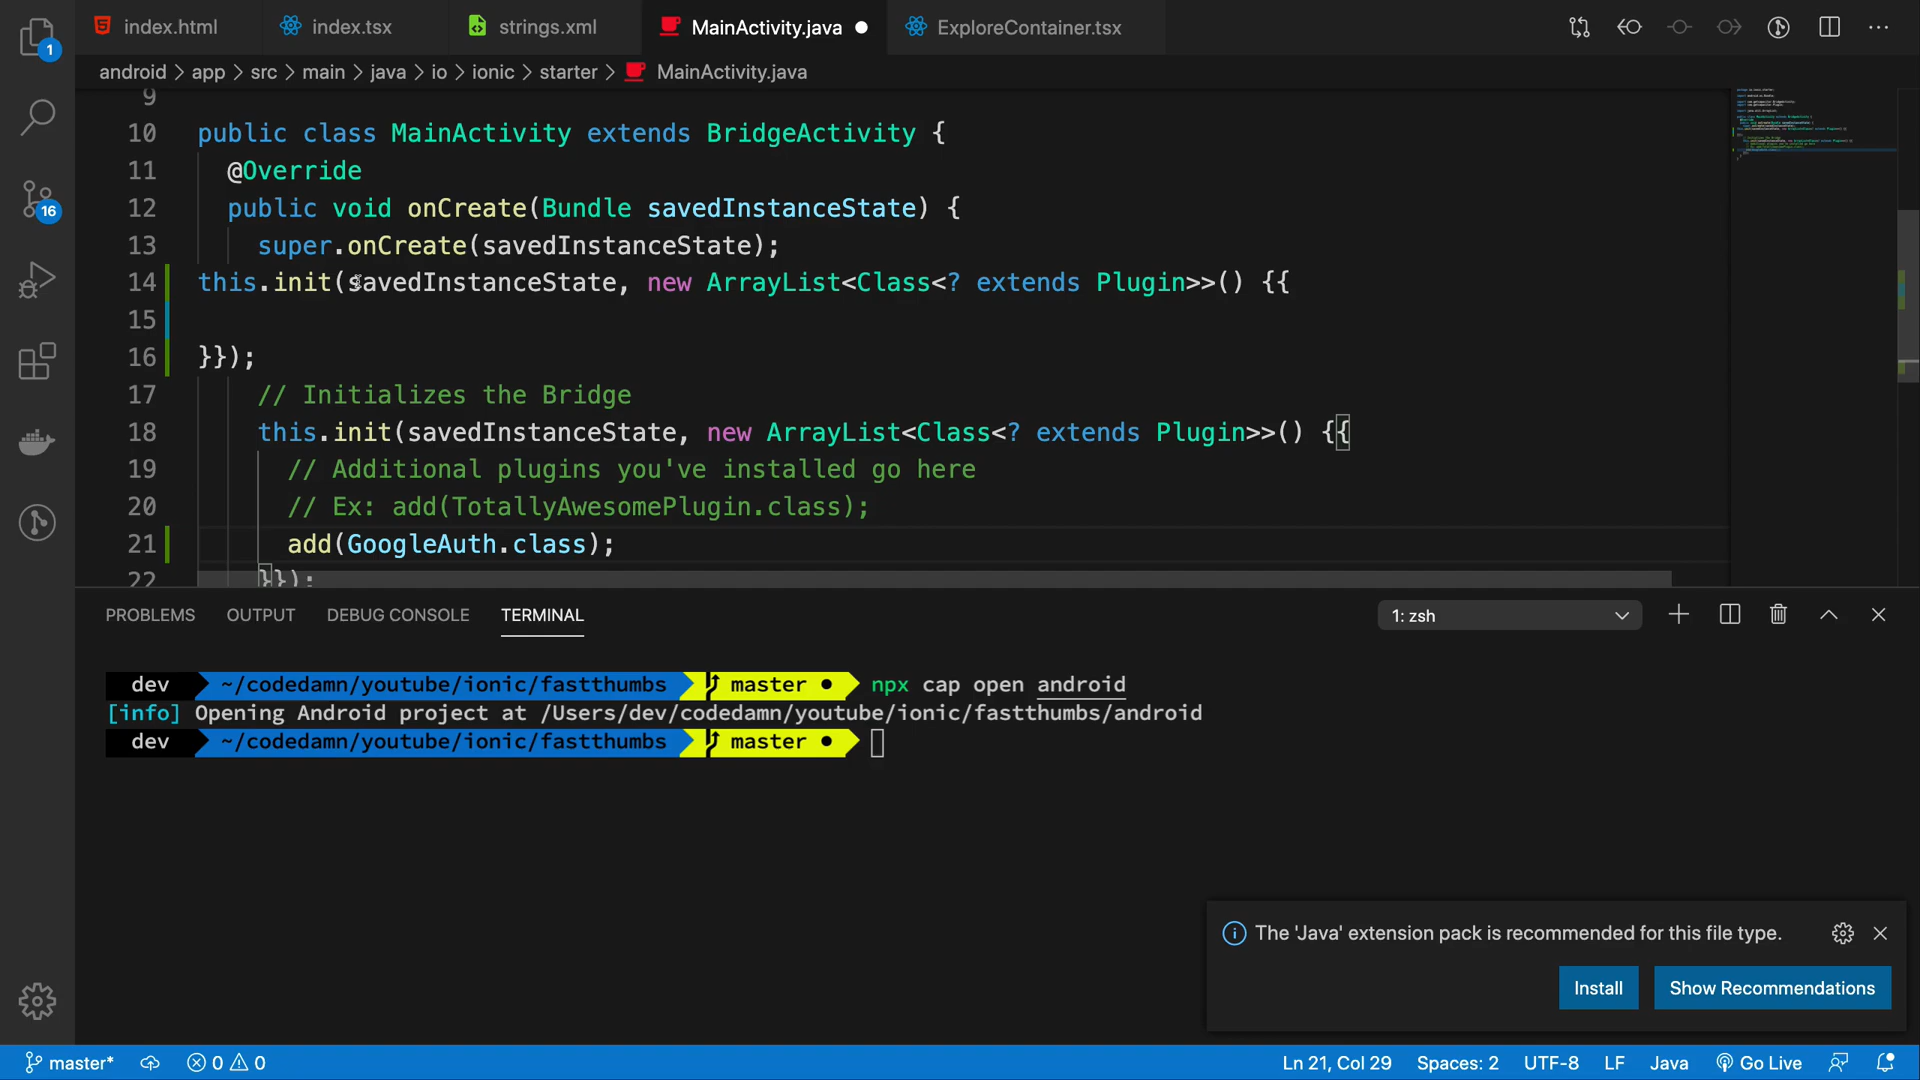 index.html index.tsx strings.xml MainActivity.java ExploreContainer.tsx
1
android > app > src > main > java > io > ionic > starter > MainActivity.java
9
10 public class MainActivity extends BridgeActivity {
11 @Override
12 public void onCreate(Bundle savedInstanceState) {
13 super.onCreate(savedInstanceState);
14 this.init(savedInstanceState, new ArrayList<Class<? extends Plugin>>() {{
15
16 }});
17 // Initializes the Bridge
18 this.init(savedInstanceState, new ArrayList<Class<? extends Plugin>>() {{
19 // Additional plugins you've installed go here
20 // Ex: add(TotallyAwesomePlugin.class);
21 add(GoogleAuth.class);
22 }});
16
PROBLEMS OUTPUT DEBUG CONSOLE TERMINAL 1: zsh
dev ~/codedamn/youtube/ionic/fastthumbs master ● npx cap open android
[info] Opening Android project at /Users/dev/codedamn/youtube/ionic/fastthumbs/android
dev ~/codedamn/youtube/ionic/fastthumbs master ●
The 'Java' extension pack is recommended for this file type.
Install Show Recommendations
master* 0 0 Ln 21, Col 29 Spaces: 2 UTF-8 LF Java Go Live